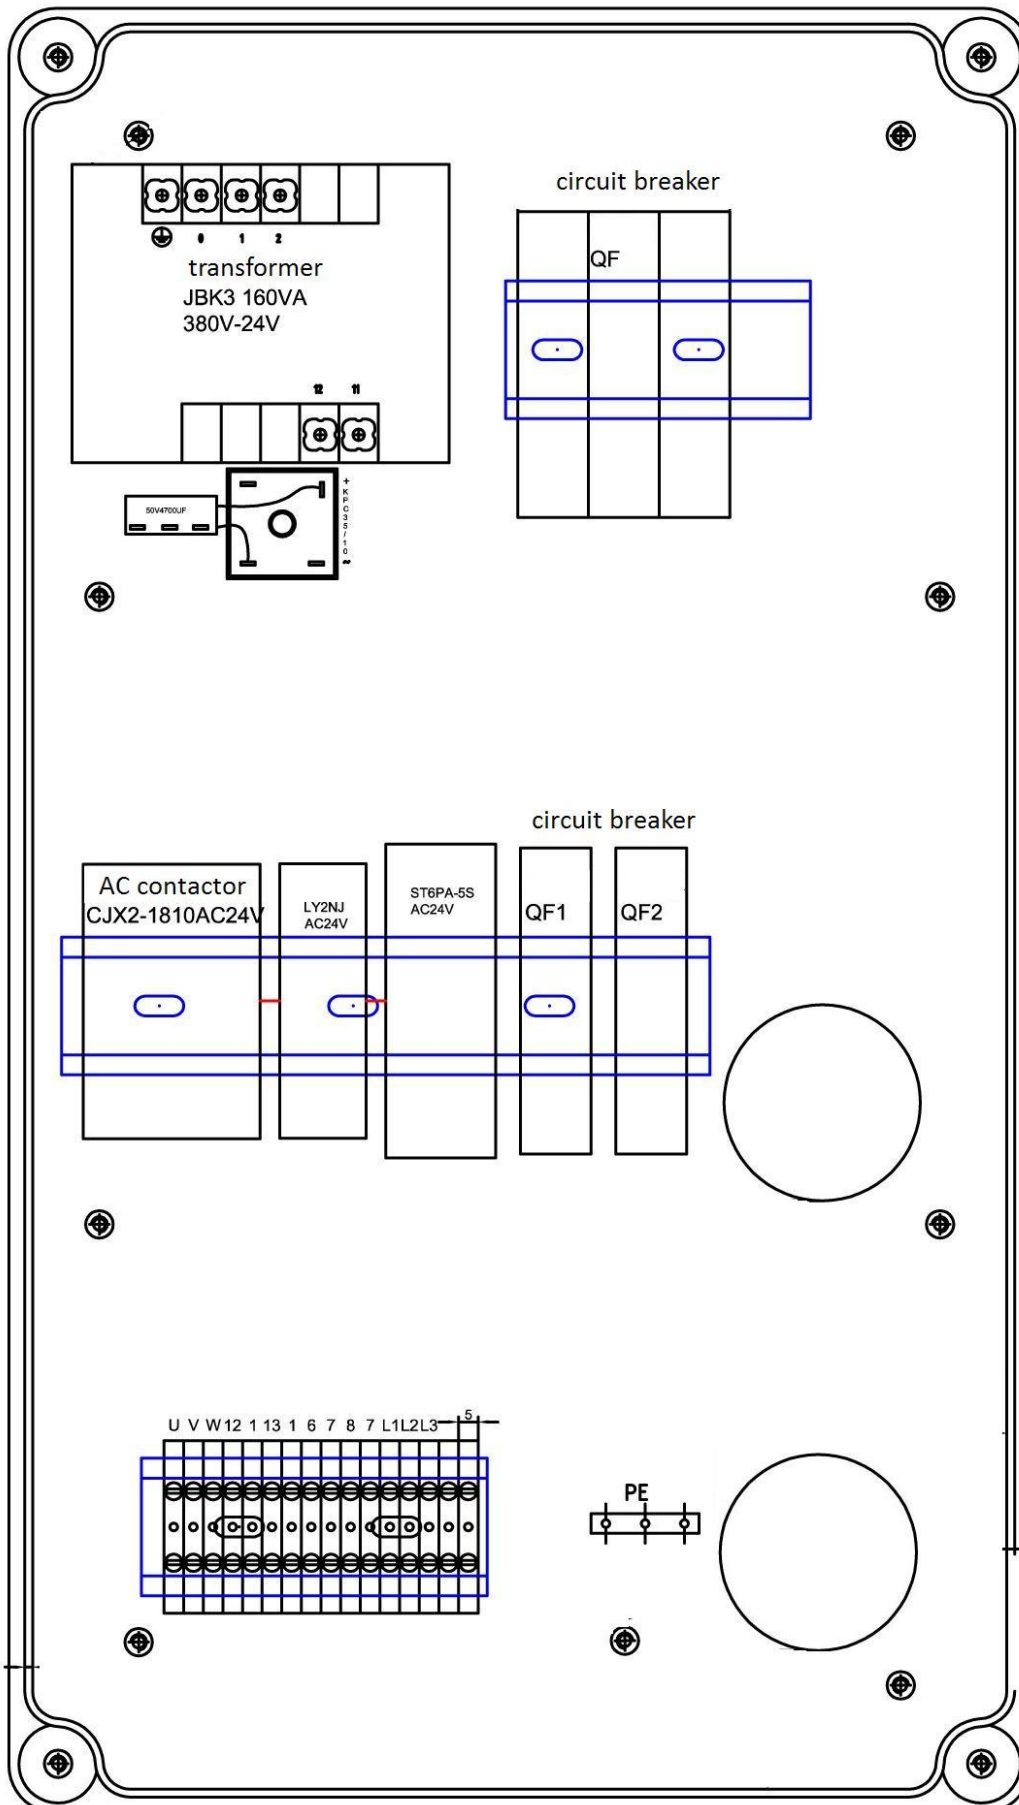 circuit breaker
QF
0 1 2
transformer
JBK3 160VA
380V-24V
12 11
50V4700UF
+ KPC35/10 ~
circuit breaker
AC contactor
CJX2-1810AC24V
LY2NJ
AC24V
ST6PA-5S
AC24V
QF1
QF2
U V W 12 1 13 1 6 7 8 7 L1 L2 L3 5
PE